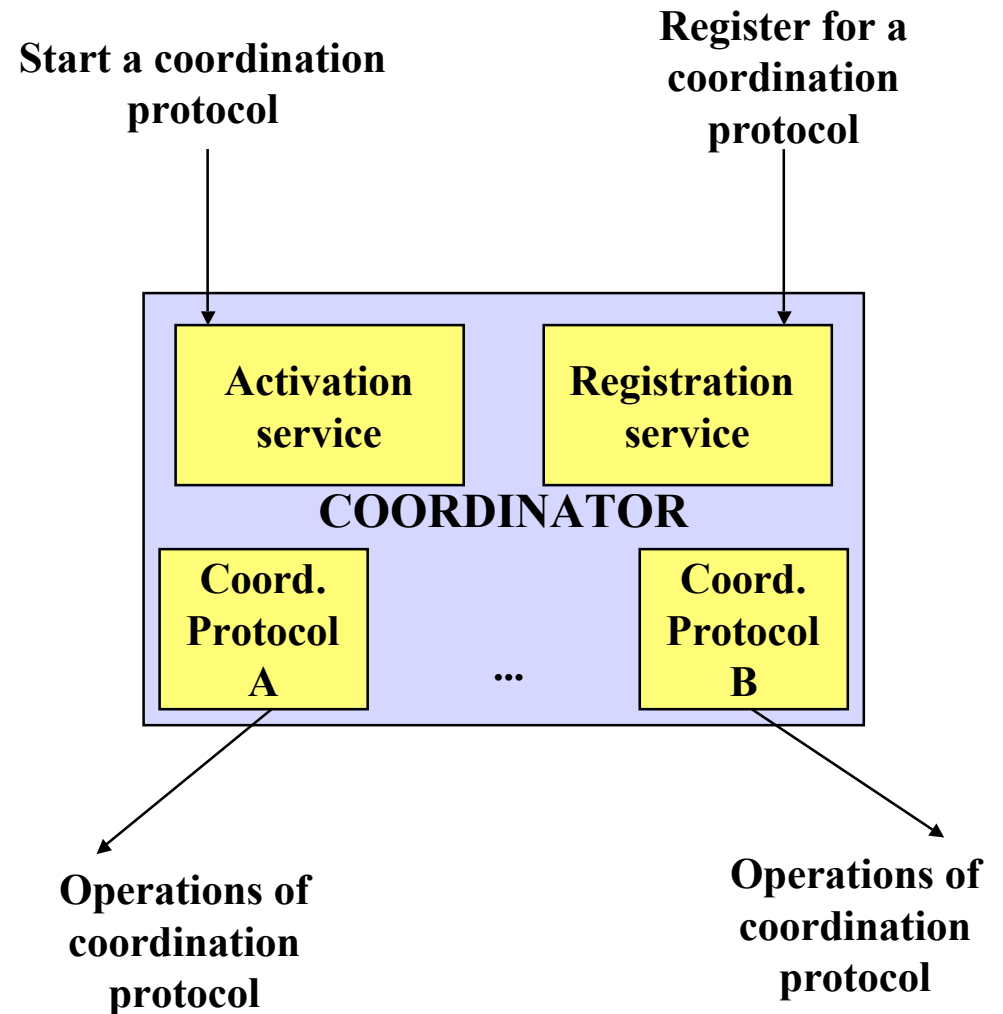 Start a coordination
protocol
Register for a
coordination
protocol
Activation
service
Registration
service
COORDINATOR
Coord.
Protocol
A
...
Coord.
Protocol
B
Operations of
coordination
protocol
Operations of
coordination
protocol